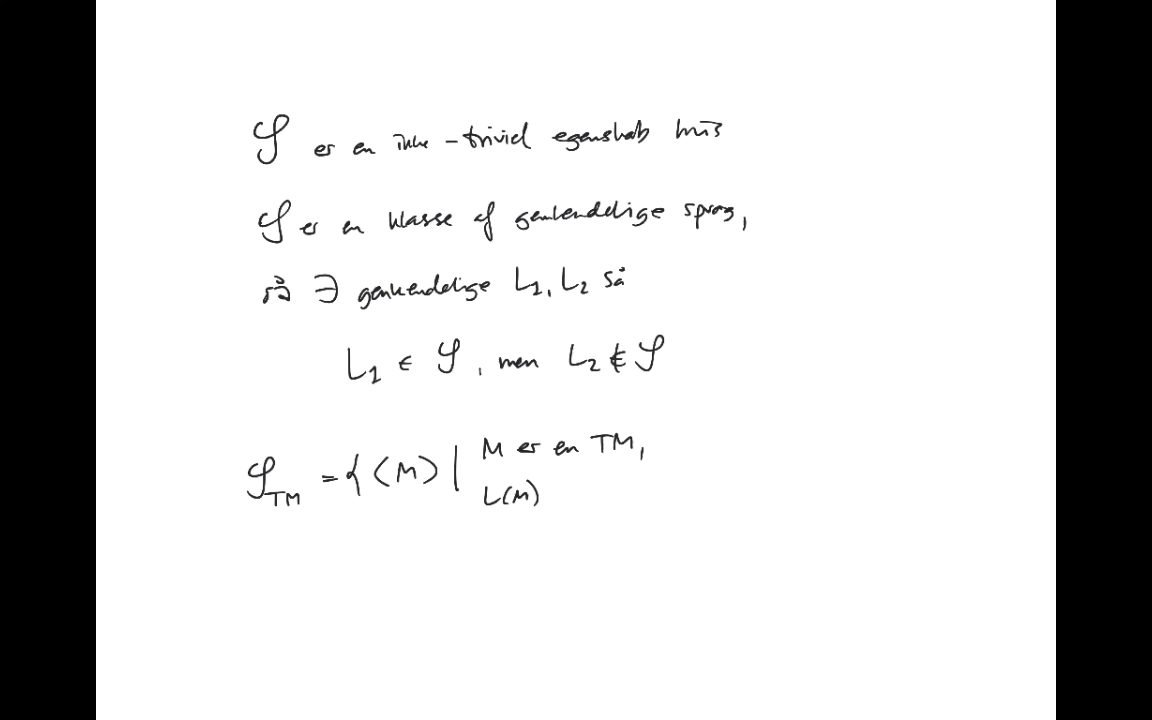 𝒮 er en ikke-triviel egenskab hvis
𝒮 er en klasse af genkendelige sprog,
så ∃ genkendelige L₁, L₂ så
L₁ ∈ 𝒮, men L₂ ∉ 𝒮
𝒮_TM = { ⟨M⟩ | M er en TM,
L(M)